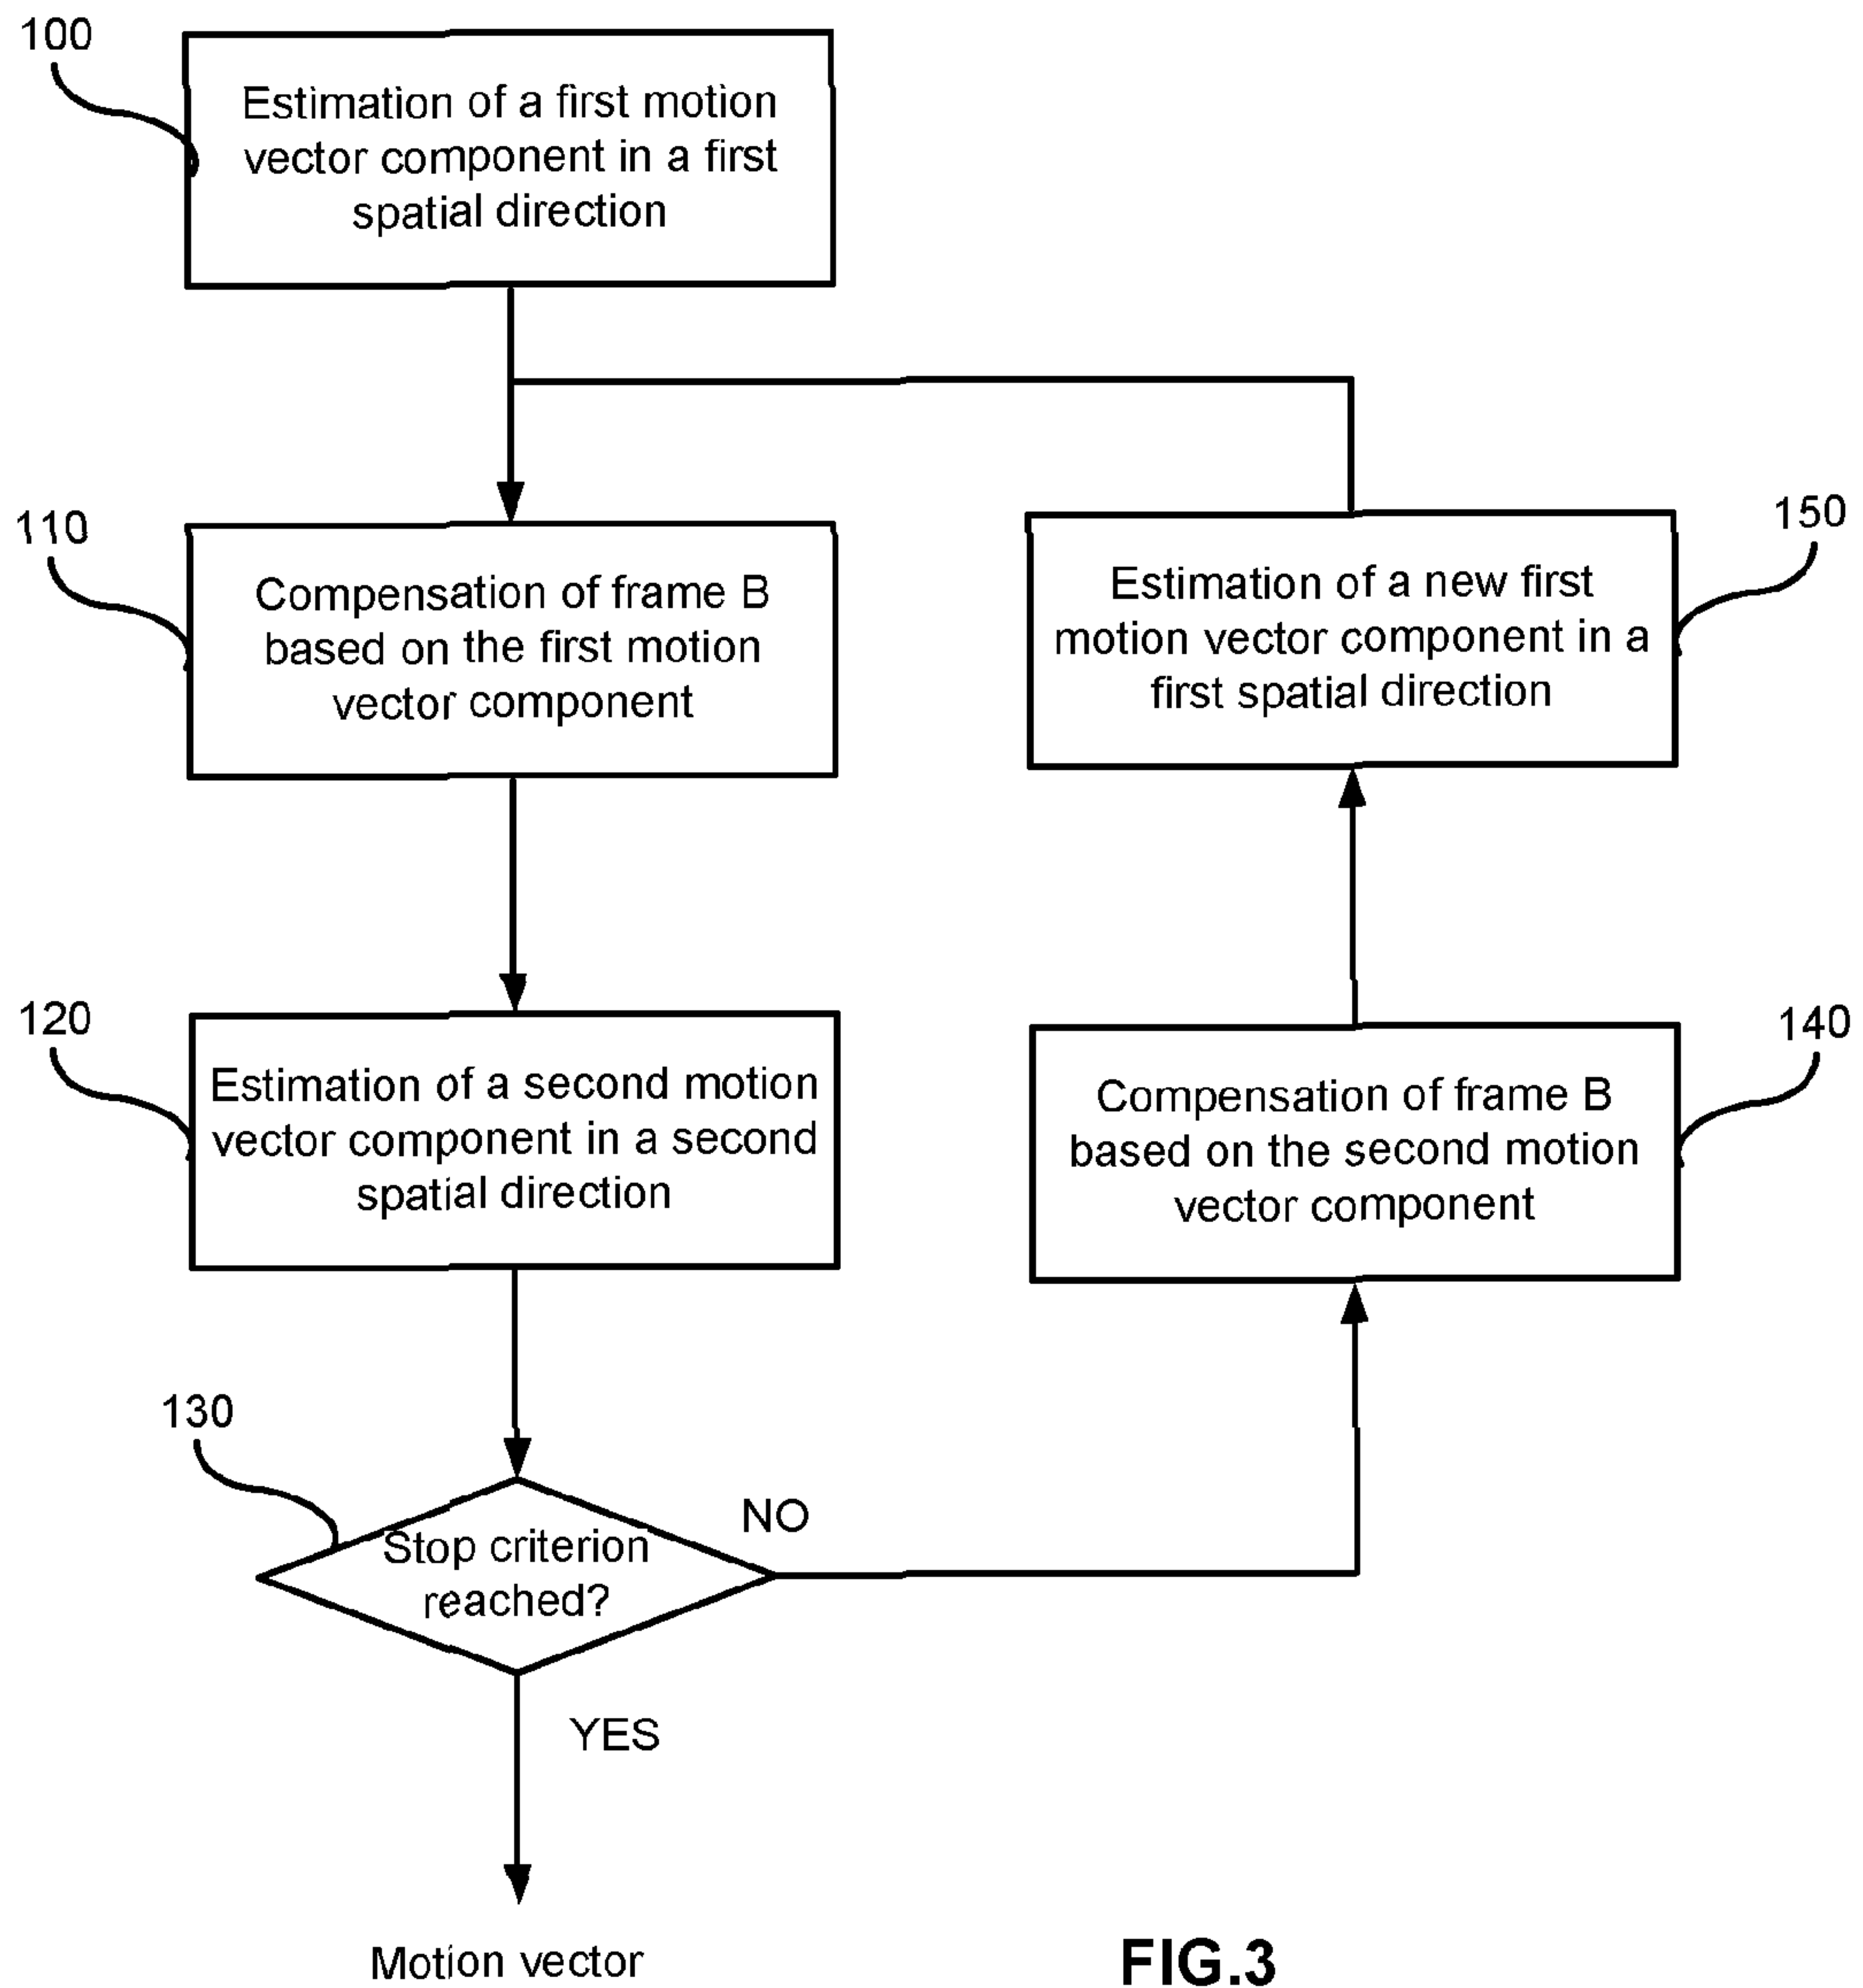 100
Estimation of a first motion
vector component in a first
spatial direction
110
Compensation of frame B
based on the first motion
vector component
150
Estimation of a new first
motion vector component in a
first spatial direction
120
Estimation of a second motion
vector component in a second
spatial direction
140
Compensation of frame B
based on the second motion
vector component
130
Stop criterion
reached?
NO
YES
Motion vector
FIG.3